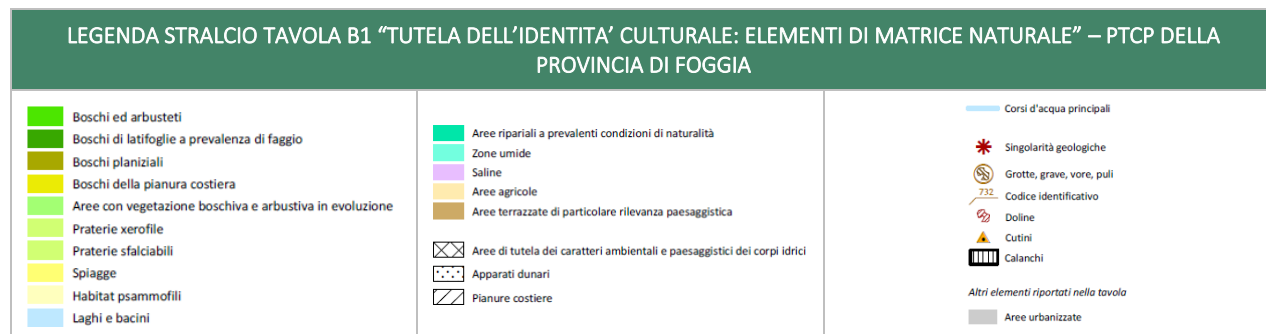 LEGENDA STRALCIO TAVOLA B1 “TUTELA DELL’IDENTITA’ CULTURALE: ELEMENTI DI MATRICE NATURALE” – PTCP DELLA
PROVINCIA DI FOGGIA
Boschi ed arbusteti
Boschi di latifoglie a prevalenza di faggio
Boschi planiziali
Boschi della pianura costiera
Aree con vegetazione boschiva e arbustiva in evoluzione
Praterie xerofile
Praterie sfalciabili
Spiagge
Habitat psammofili
Laghi e bacini
Aree ripariali a prevalenti condizioni di naturalità
Zone umide
Saline
Aree agricole
Aree terrazzate di particolare rilevanza paesaggistica
Aree di tutela dei caratteri ambientali e paesaggistici dei corpi idrici
Apparati dunari
Pianure costiere
Corsi d'acqua principali
Singolarità geologiche
Grotte, grave, vore, puli
732 Codice identificativo
Doline
Cutini
Calanchi
Altri elementi riportati nella tavola
Aree urbanizzate